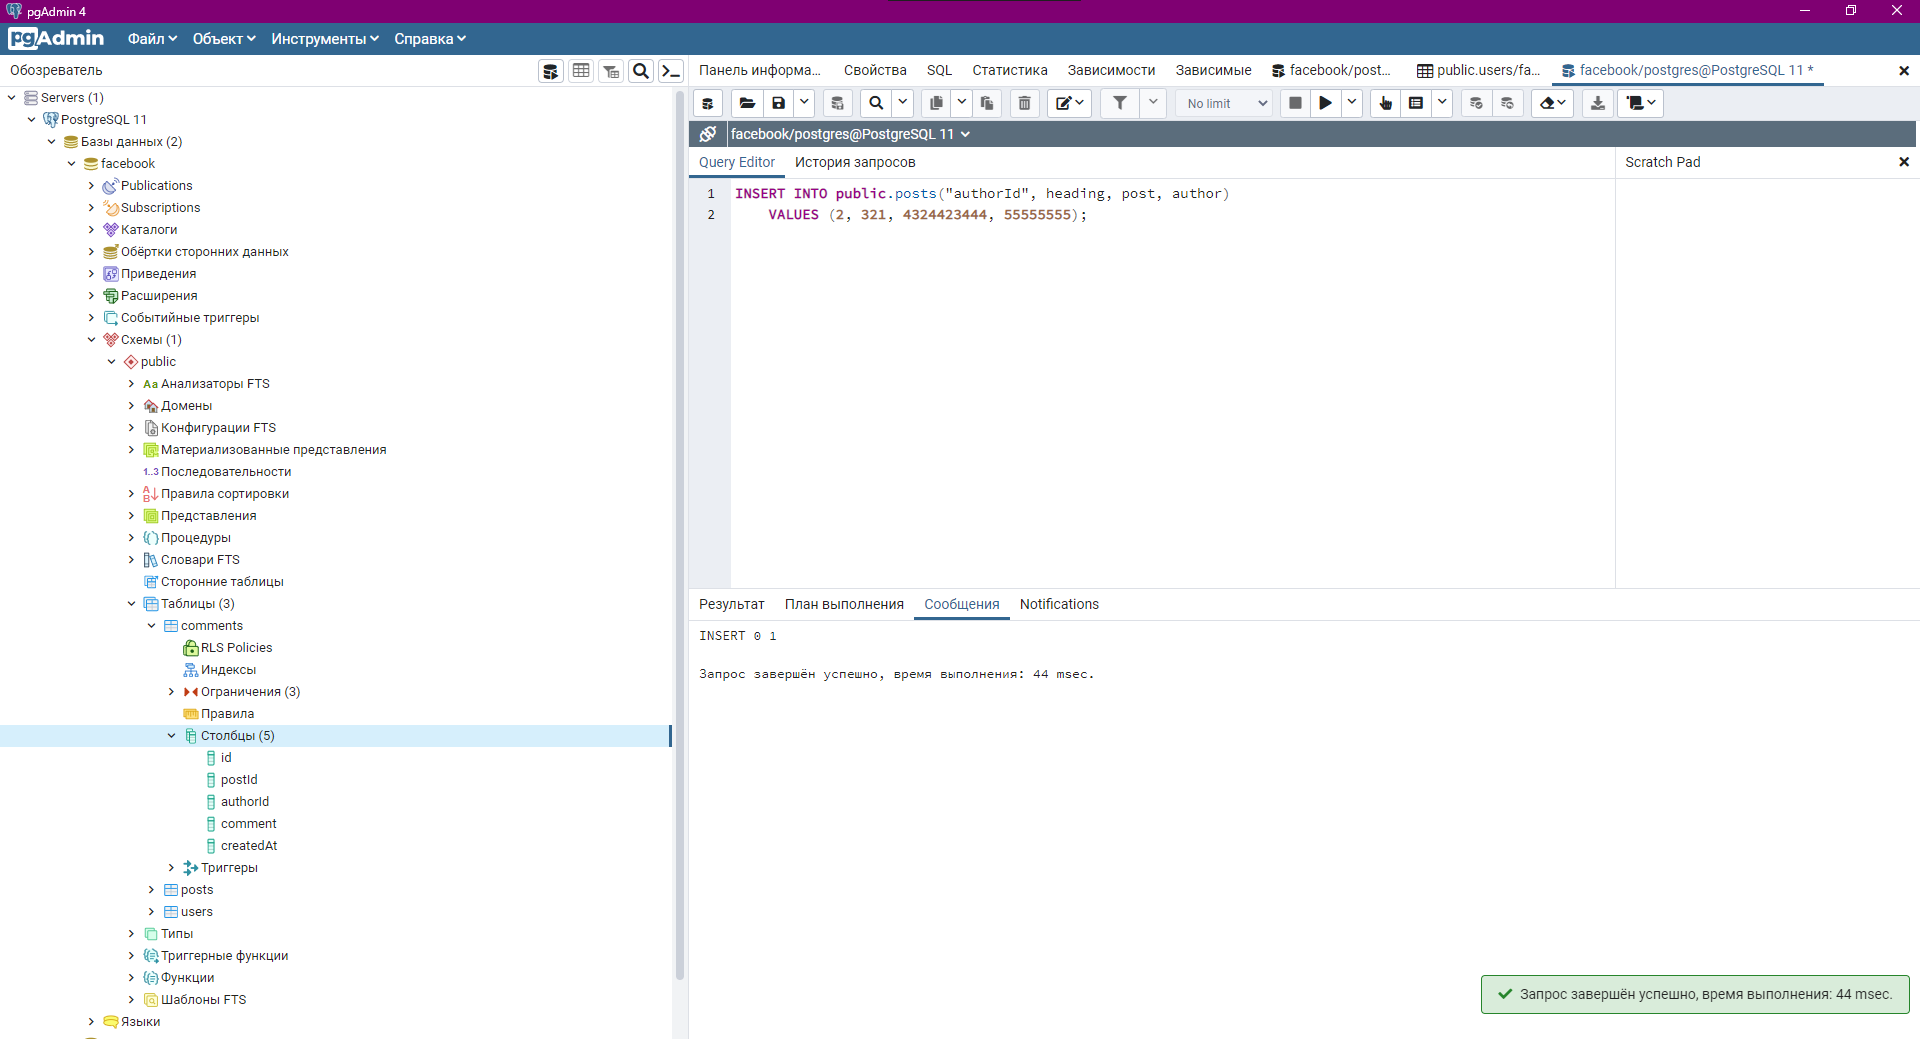 pgAdmin 4
pgAdmin
Файл
Объект
Инструменты
Справка
Обозреватель
Панель информа...
Свойства
SQL
Статистика
Зависимости
Зависимые
facebook/post...
public.users/fa...
facebook/postgres@PostgreSQL 11 *
No limit
facebook/postgres@PostgreSQL 11
Query Editor
История запросов
Scratch Pad
1 INSERT INTO public.posts("authorId", heading, post, author)
2 VALUES (2, 321, 4324423444, 55555555);
Servers (1)
PostgreSQL 11
Базы данных (2)
facebook
Publications
Subscriptions
Каталоги
Обёртки сторонних данных
Приведения
Расширения
Событийные триггеры
Схемы (1)
public
Aa Анализаторы FTS
Домены
Конфигурации FTS
Материализованные представления
1..3 Последовательности
Правила сортировки
Представления
Процедуры
Словари FTS
Сторонние таблицы
Таблицы (3)
comments
RLS Policies
Индексы
Ограничения (3)
Правила
Столбцы (5)
id
postId
authorId
comment
createdAt
Триггеры
posts
users
Типы
Триггерные функции
Функции
Шаблоны FTS
Языки
Результат
План выполнения
Сообщения
Notifications
INSERT 0 1
Запрос завершён успешно, время выполнения: 44 msec.
Запрос завершён успешно, время выполнения: 44 msec.